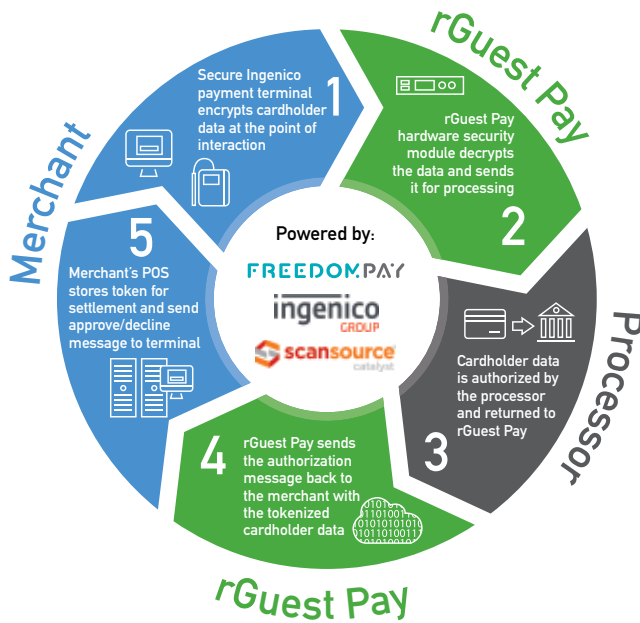 Merchant
rGuest Pay
Processor
rGuest Pay
1
Secure Ingenico
payment terminal
encrypts cardholder
data at the point of
interaction
2
rGuest Pay
hardware security
module decrypts
the data and sends
it for processing
3
Cardholder data
is authorized by
the processor
and returned to
rGuest Pay
4
rGuest Pay sends
the authorization
message back to
the merchant with
the tokenized
cardholder data
5
Merchant's POS
stores token for
settlement and send
approve/decline
message to terminal
Powered by:
FREEDOMPAY
ingenico
GROUP
scansource
catalyst